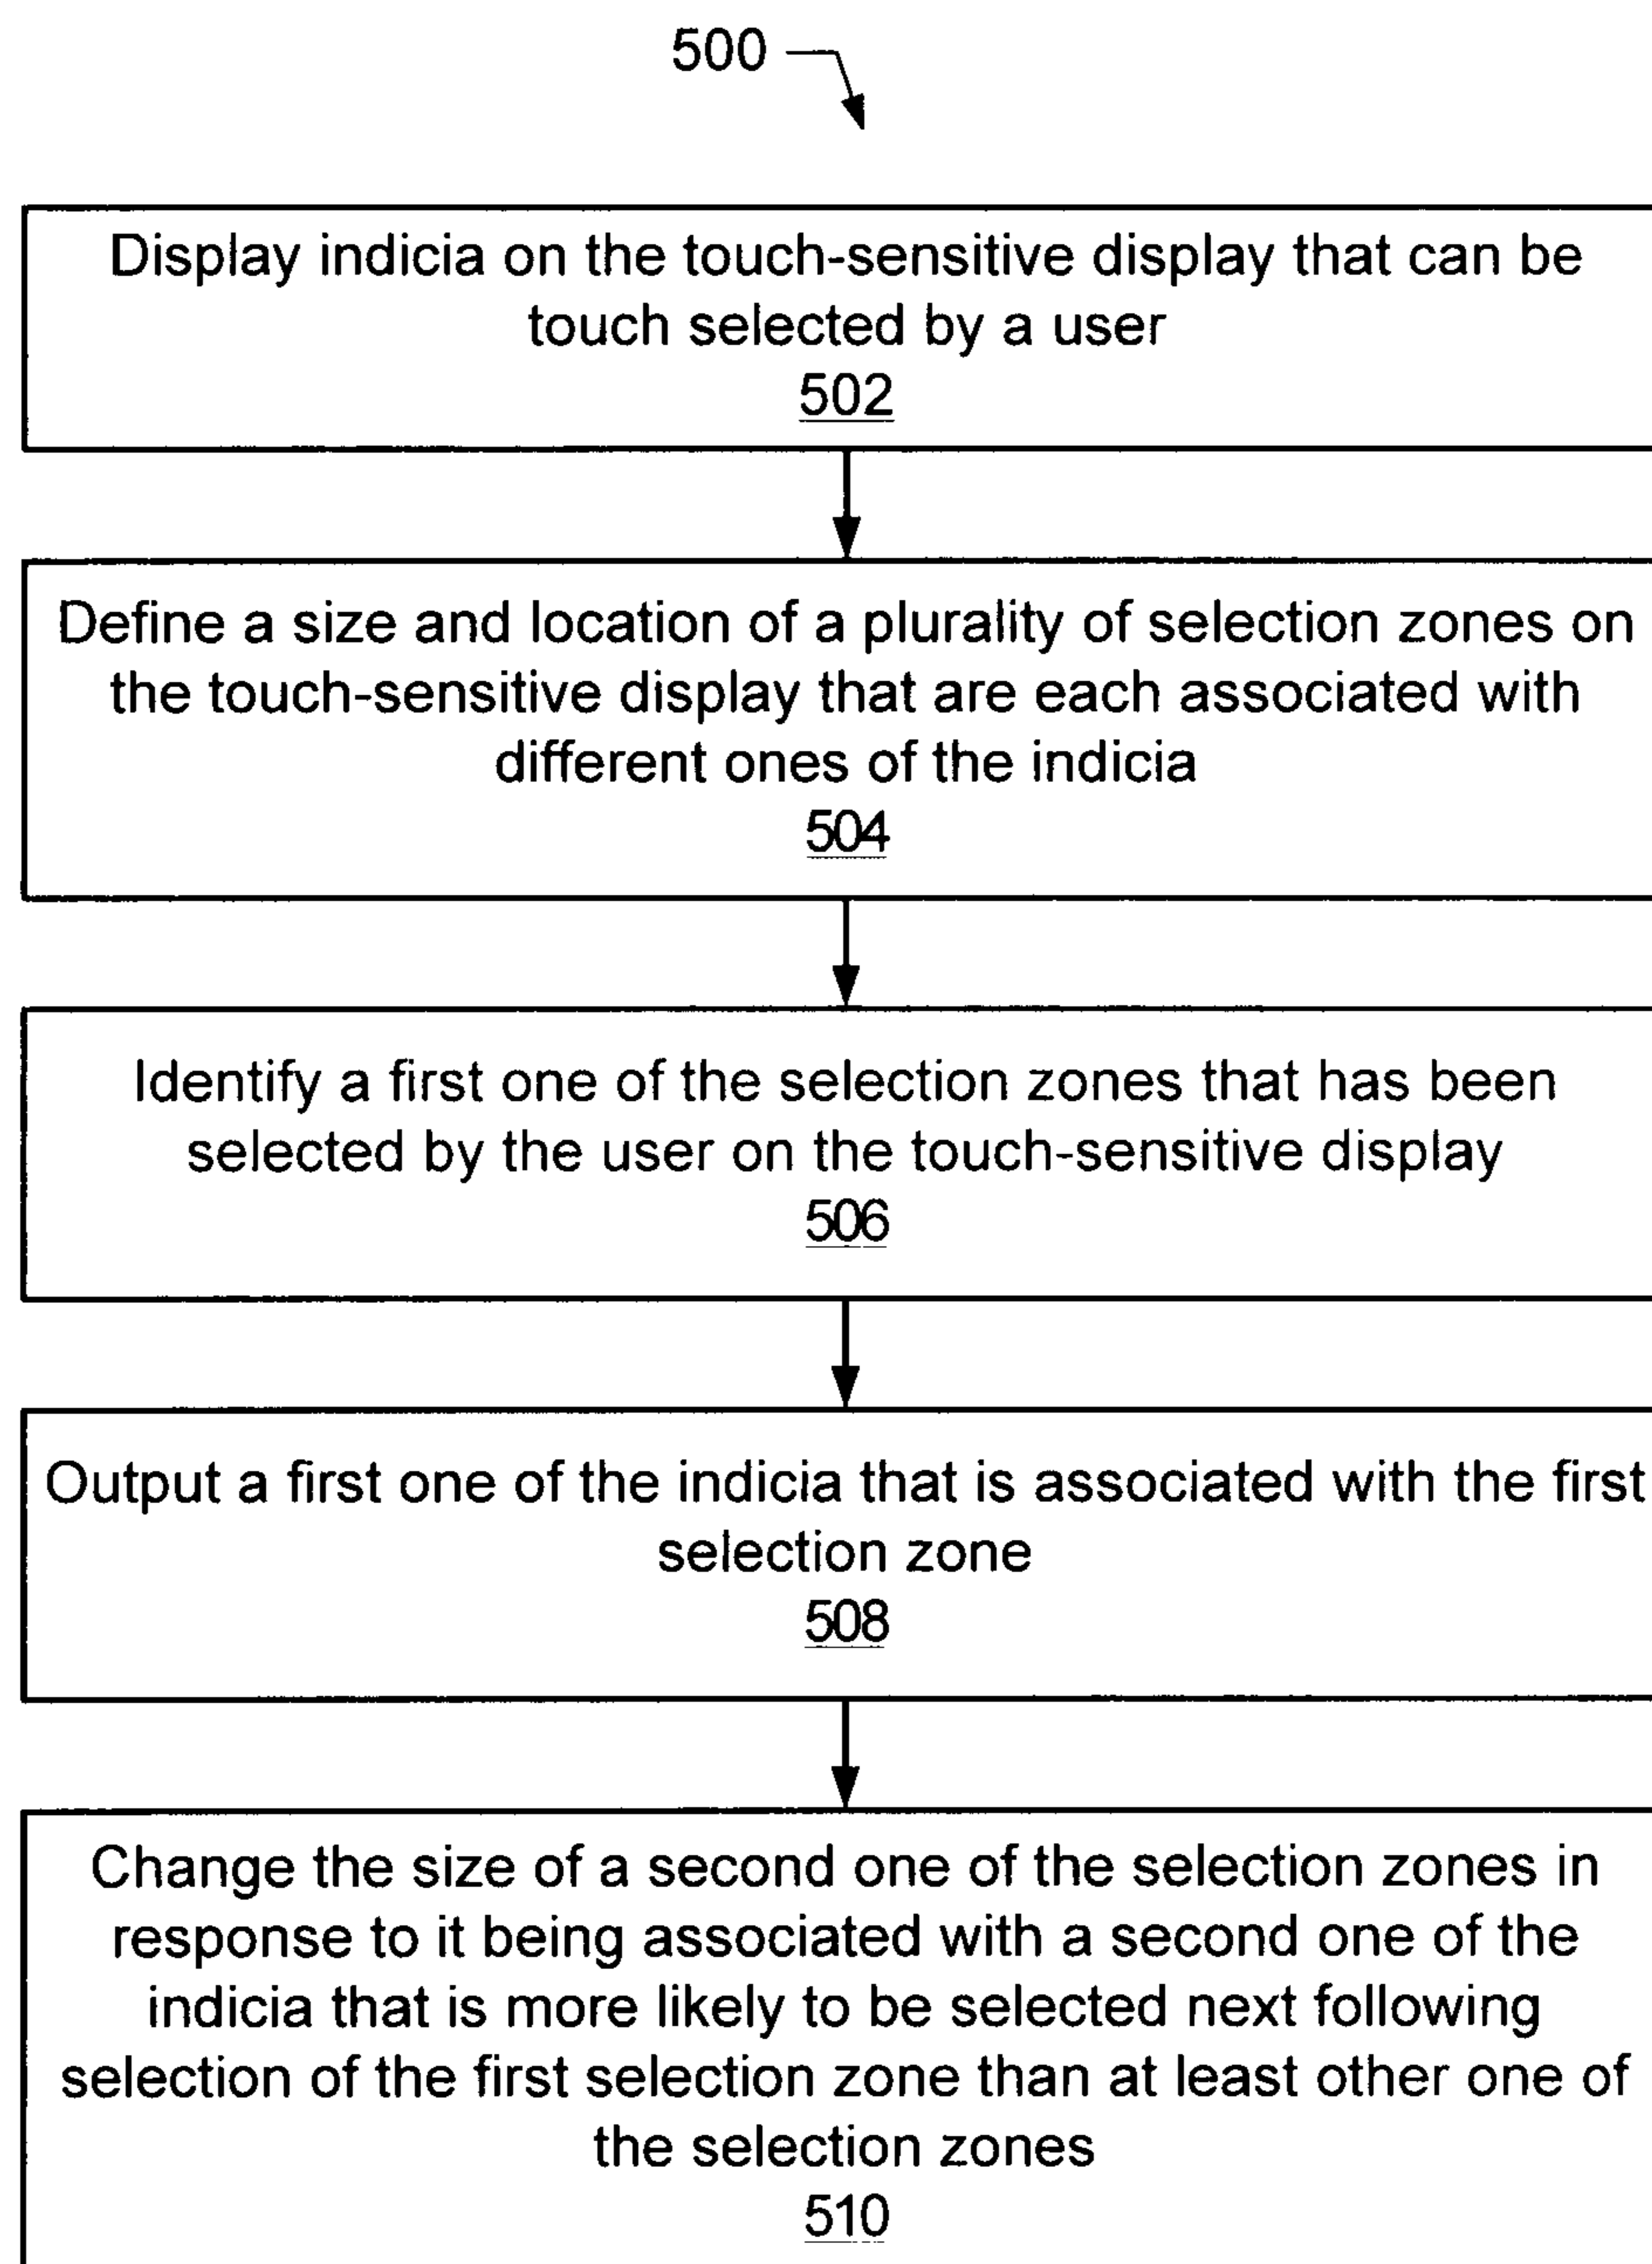 500
Display indicia on the touch-sensitive display that can be
touch selected by a user
502
Define a size and location of a plurality of selection zones on
the touch-sensitive display that are each associated with
different ones of the indicia
504
Identify a first one of the selection zones that has been
selected by the user on the touch-sensitive display
506
Output a first one of the indicia that is associated with the first
selection zone
508
Change the size of a second one of the selection zones in
response to it being associated with a second one of the
indicia that is more likely to be selected next following
selection of the first selection zone than at least other one of
the selection zones
510